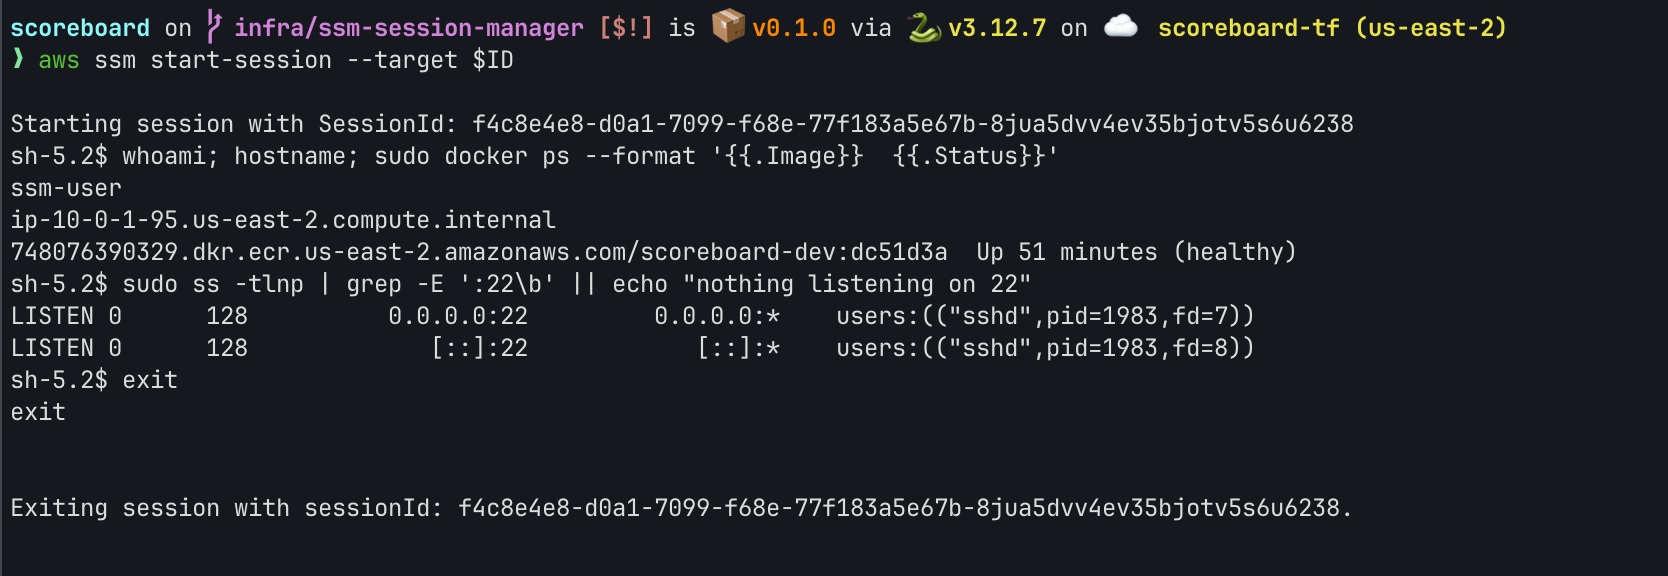 scoreboard on infra/ssm-session-manager [$!] is 📦 v0.1.0 via 🐍 v3.12.7 on ☁️ scoreboard-tf (us-east-2)
❱ aws ssm start-session --target $ID
Starting session with SessionId: f4c8e4e8-d0a1-7099-f68e-77f183a5e67b-8jua5dvv4ev35bjotv5s6u6238
sh-5.2$ whoami; hostname; sudo docker ps --format '{{.Image}}  {{.Status}}'
ssm-user
ip-10-0-1-95.us-east-2.compute.internal
748076390329.dkr.ecr.us-east-2.amazonaws.com/scoreboard-dev:dc51d3a  Up 51 minutes (healthy)
sh-5.2$ sudo ss -tlnp | grep -E ':22\b' || echo "nothing listening on 22"
LISTEN 0      128          0.0.0.0:22         0.0.0.0:*    users:(("sshd",pid=1983,fd=7))
LISTEN 0      128             [::]:22            [::]:*    users:(("sshd",pid=1983,fd=8))
sh-5.2$ exit
exit
Exiting session with sessionId: f4c8e4e8-d0a1-7099-f68e-77f183a5e67b-8jua5dvv4ev35bjotv5s6u6238.